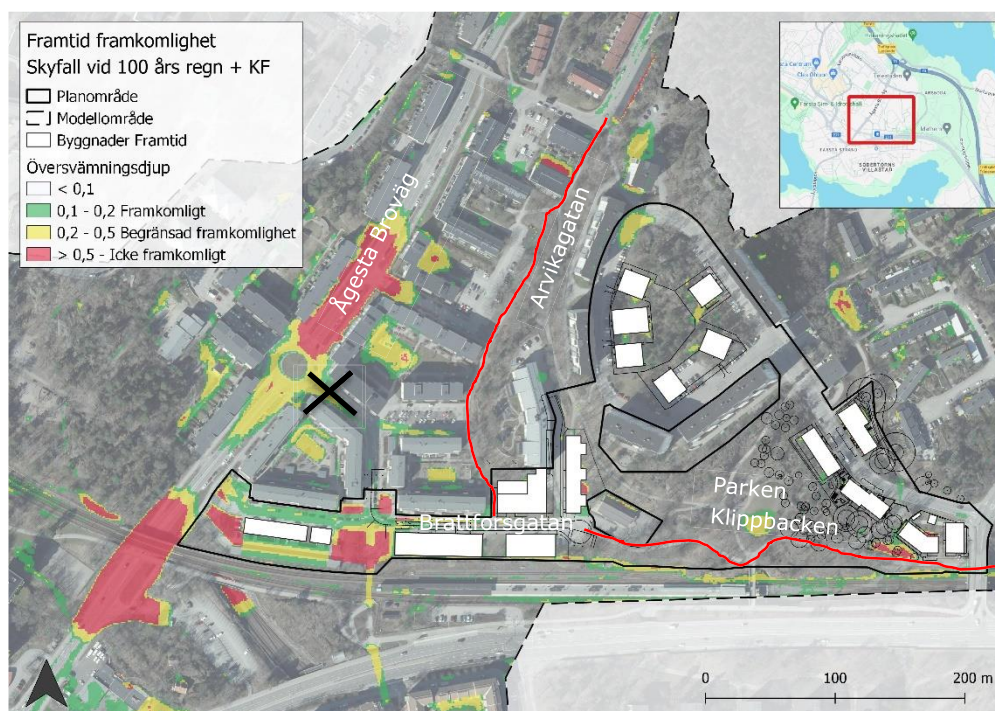 Framtid framkomlighet
Skyfall vid 100 års regn + KF
Planområde
Modellområde
Byggnader Framtid
Översvämningsdjup
< 0,1
0,1 - 0,2 Framkomligt
0,2 - 0,5 Begränsad framkomlighet
> 0,5 - Icke framkomligt
Ågesta Broväg
Arvikagatan
Parken
Klippbacken
Brattforsgatan
SÖDERTÖRNS
VILLASTAD
0
100
200 m